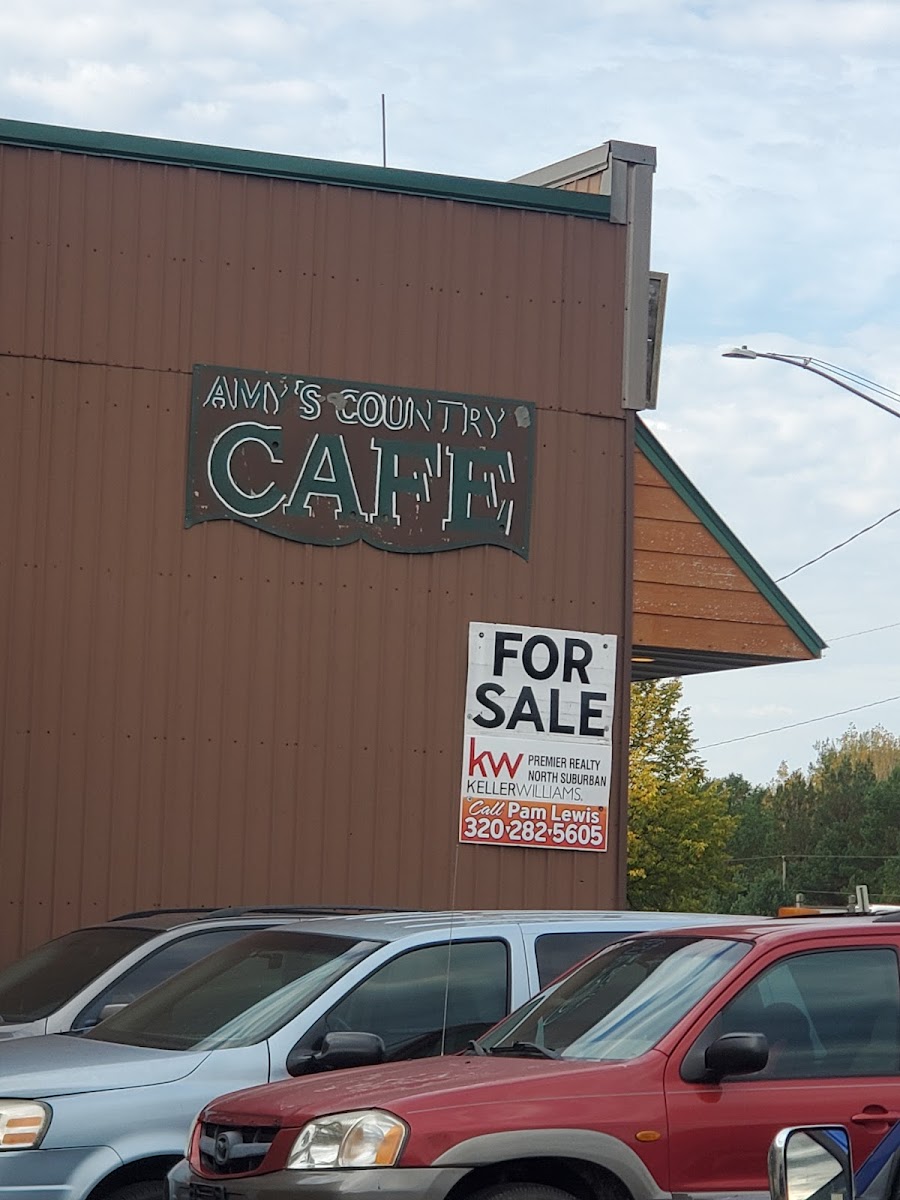 AMY'S COUNTRY
CAFE
FOR
SALE
kw PREMIER REALTY
NORTH SUBURBAN
KELLERWILLIAMS.
Call Pam Lewis
320·282·5605